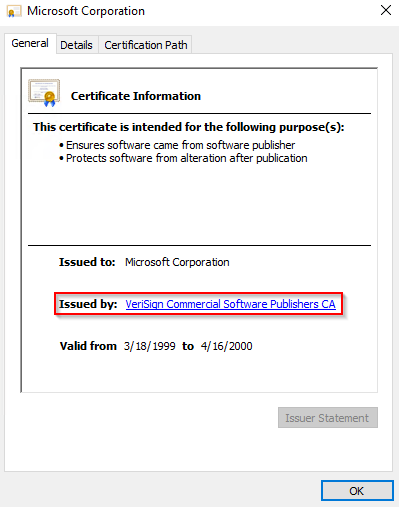 Microsoft Corporation
General Details Certification Path
Certificate Information
This certificate is intended for the following purpose(s):
• Ensures software came from software publisher
• Protects software from alteration after publication
Issued to: Microsoft Corporation
Issued by: VeriSign Commercial Software Publishers CA
Valid from 3/18/1999 to 4/16/2000
Issuer Statement
OK